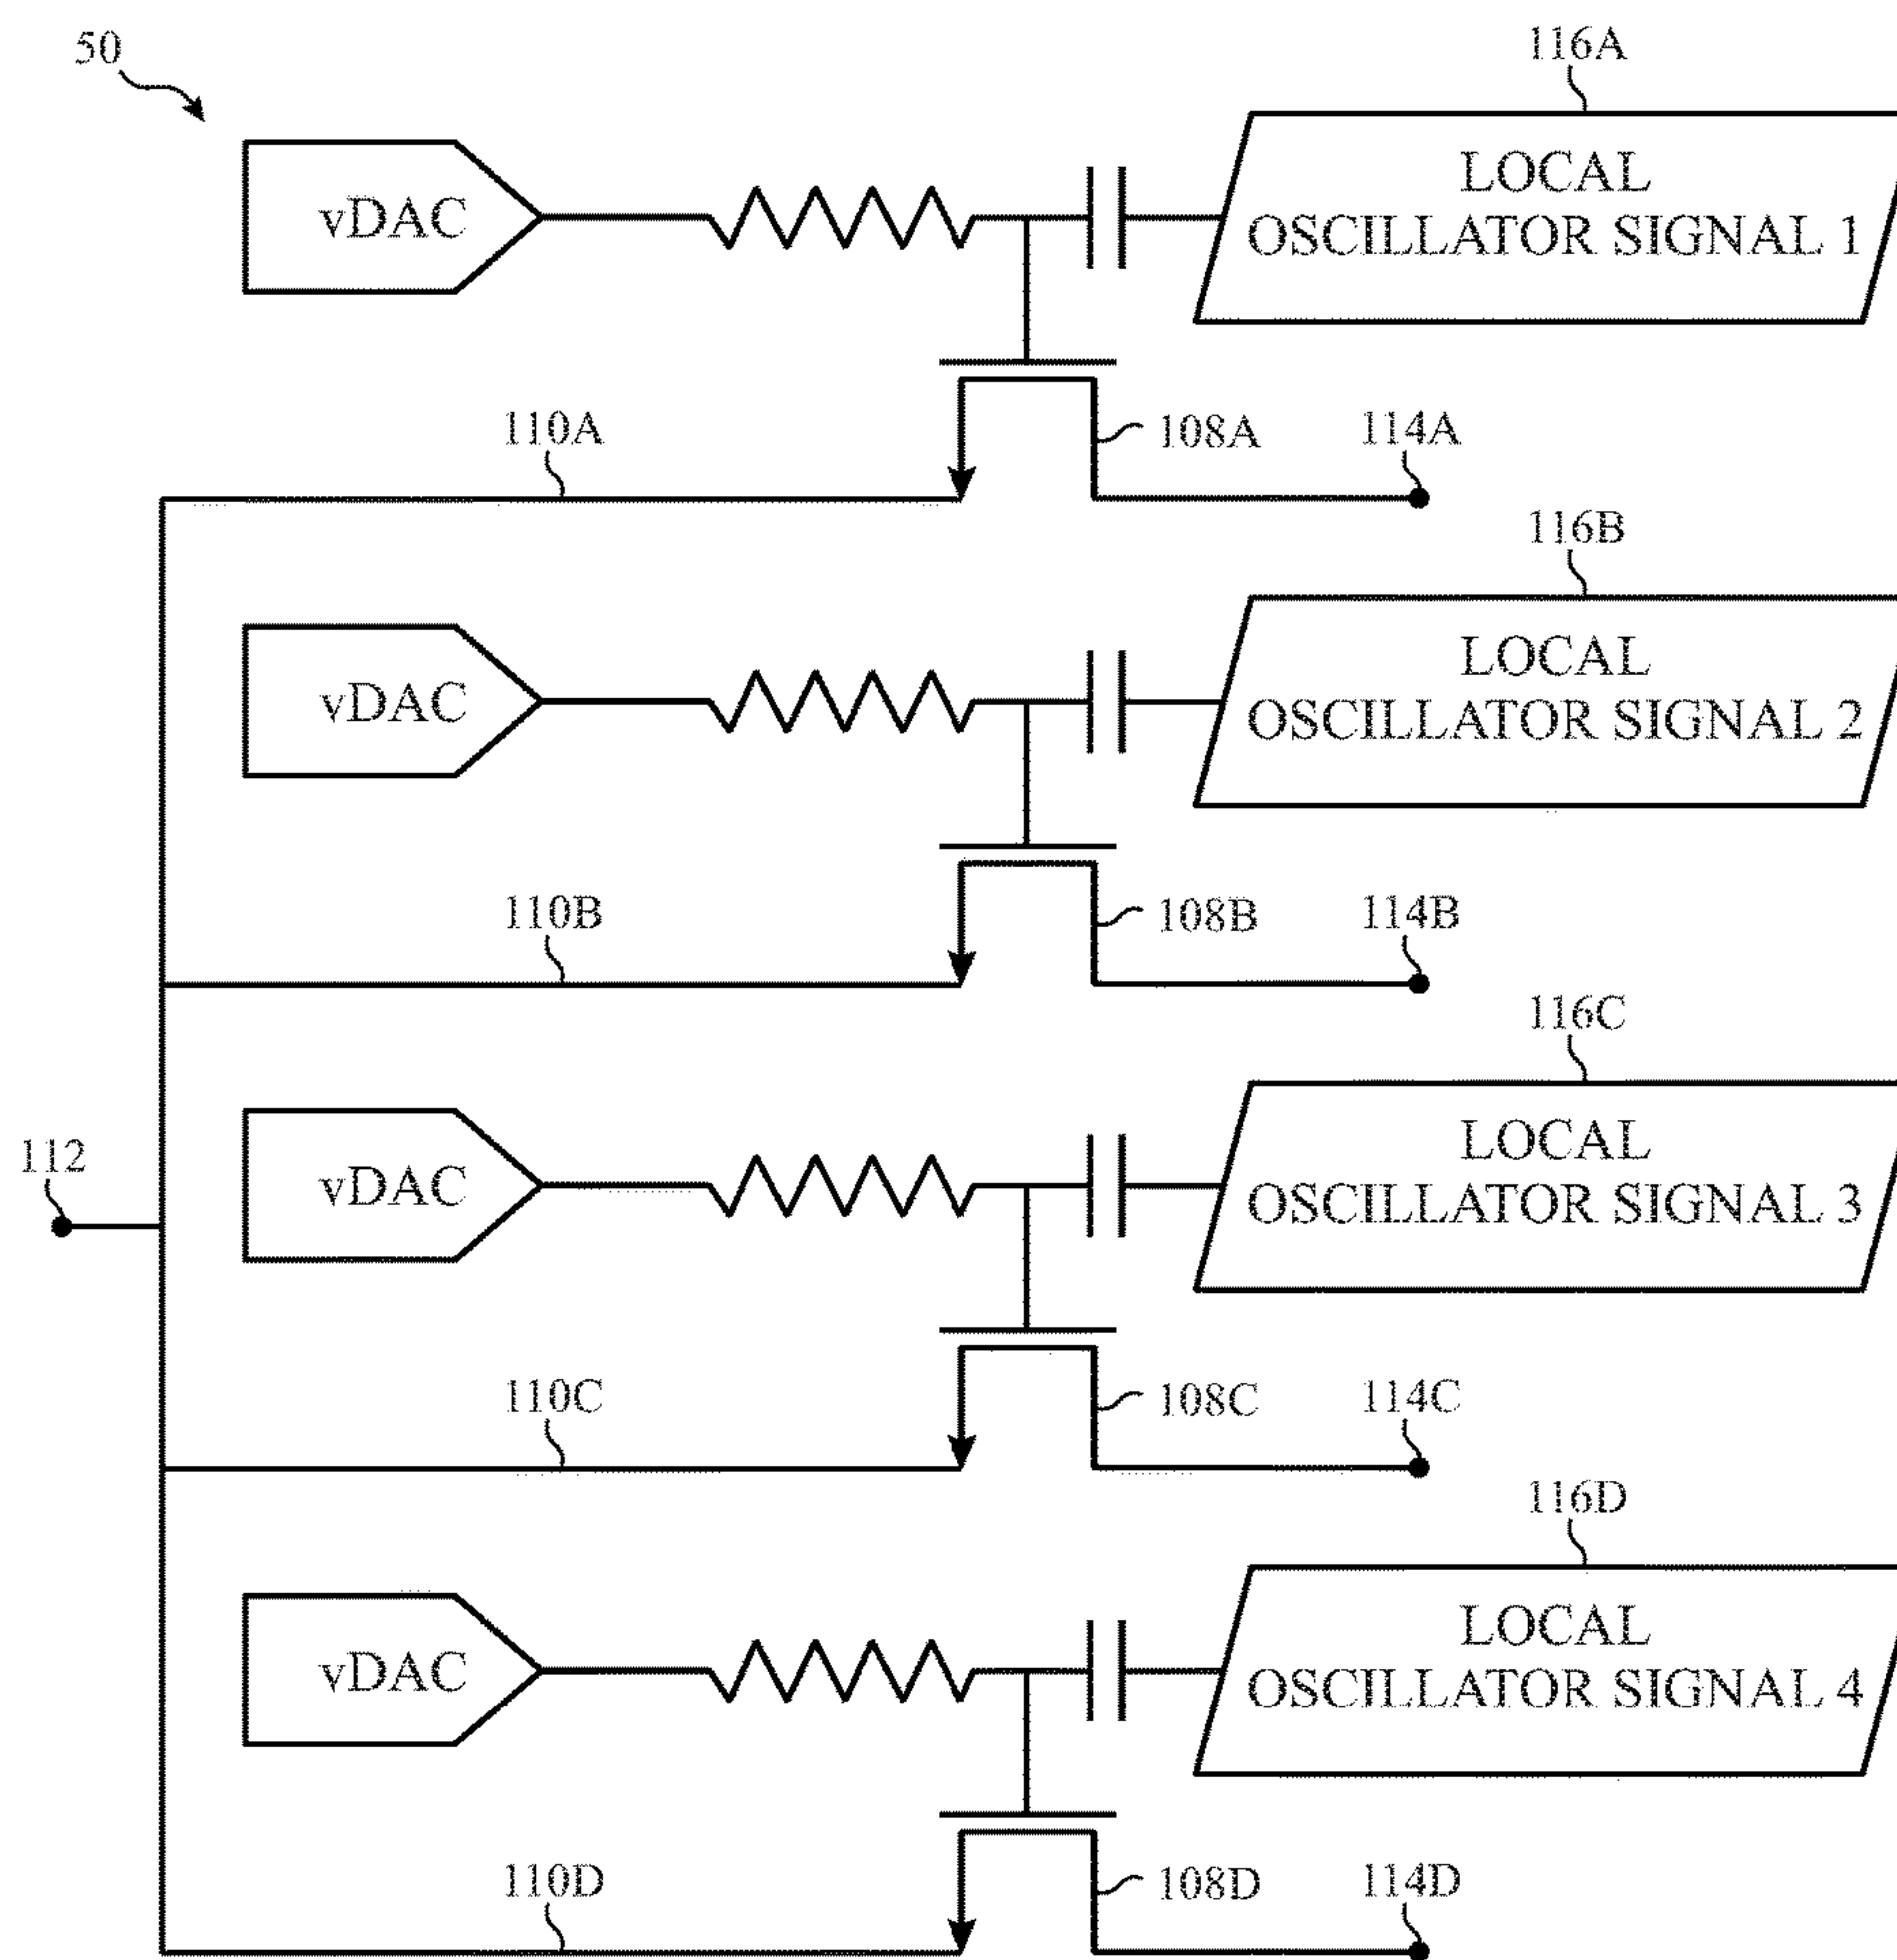 50
116A
vDAC
LOCAL
OSCILLATOR SIGNAL 1
110A
108A
114A
116B
vDAC
LOCAL
OSCILLATOR SIGNAL 2
110B
108B
114B
116C
112
vDAC
LOCAL
OSCILLATOR SIGNAL 3
110C
108C
114C
116D
vDAC
LOCAL
OSCILLATOR SIGNAL 4
110D
108D
114D